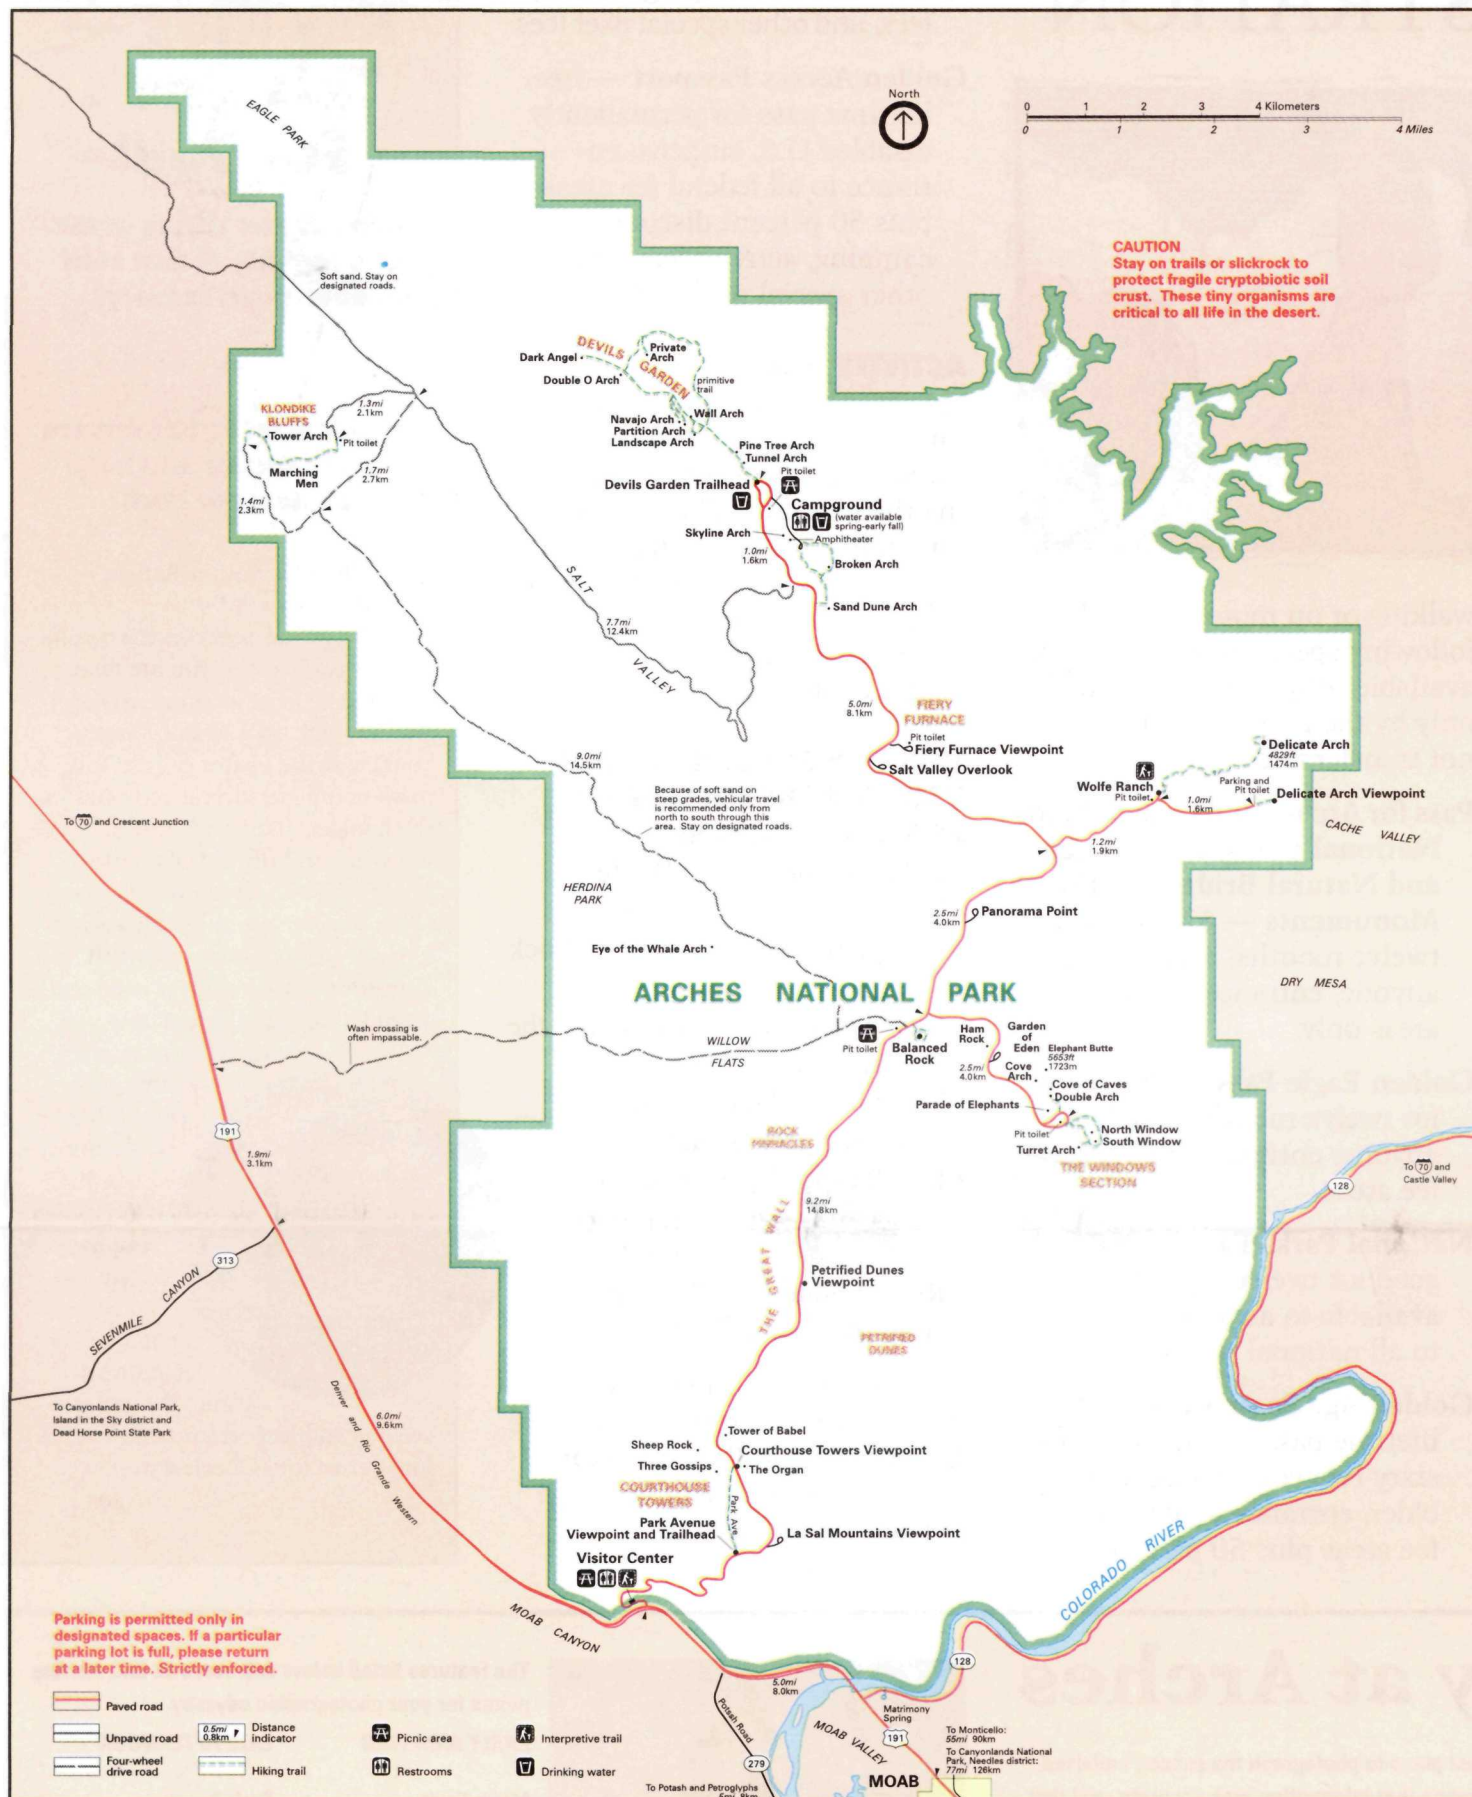 North
0 1 2 3 4 Kilometers
0 1 2 3 4 Miles
EAGLE PARK
CAUTION
Stay on trails or slickrock to
protect fragile cryptobiotic soil
crust. These tiny organisms are
critical to all life in the desert.
Soft sand. Stay on
designated roads.
DEVILS
GARDEN
Private
Arch
Dark Angel
Double O Arch
primitive
trail
Navajo Arch
Wall Arch
Partition Arch
Landscape Arch
Pine Tree Arch
Tunnel Arch
Pit toilet
Devils Garden Trailhead
Campground
(water available
spring-early fall)
Amphitheater
Skyline Arch
1.0mi
1.6km
Broken Arch
Sand Dune Arch
KLONDIKE
BLUFFS
1.3mi
2.1km
Tower Arch
Pit toilet
Marching
Men
1.7mi
2.7km
1.4mi
2.3km
SALT
VALLEY
7.7mi
12.4km
5.0mi
8.1km
FIERY
FURNACE
Pit toilet
Fiery Furnace Viewpoint
Salt Valley Overlook
Delicate Arch
4829ft
1474m
Wolfe Ranch
Pit toilet
Parking and
Pit toilet
1.0mi
1.6km
Delicate Arch Viewpoint
CACHE VALLEY
1.2mi
1.9km
9.0mi
14.5km
Because of soft sand on
steep grades, vehicular travel
is recommended only from
north to south through this
area. Stay on designated roads.
To 70 and Crescent Junction
HERDINA
PARK
2.5mi
4.0km
Panorama Point
Eye of the Whale Arch
ARCHES NATIONAL PARK
DRY MESA
Wash crossing is
often impassable.
WILLOW
FLATS
Pit toilet
Balanced
Rock
Ham
Rock
Garden
of
Eden
Elephant Butte
5653ft
1723m
2.5mi
4.0km
Cove
Arch
Cove of Caves
Double Arch
Parade of Elephants
Pit toilet
North Window
South Window
Turret Arch
THE WINDOWS
SECTION
ROCK
PINNACLES
191
1.9mi
3.1km
128
To 70 and
Castle Valley
313
SEVENMILE CANYON
9.2mi
14.8km
THE GREAT WALL
Petrified Dunes
Viewpoint
PETRIFIED
DUNES
To Canyonlands National Park,
Island in the Sky district and
Dead Horse Point State Park
6.0mi
9.6km
Denver and Rio Grande Western
Tower of Babel
Sheep Rock
Courthouse Towers Viewpoint
Three Gossips
The Organ
COURTHOUSE
TOWERS
Park Ave
Park Avenue
Viewpoint and Trailhead
La Sal Mountains Viewpoint
Visitor Center
MOAB CANYON
COLORADO RIVER
128
Parking is permitted only in
designated spaces. If a particular
parking lot is full, please return
at a later time. Strictly enforced.
5.0mi
8.0km
Potash Road
Matrimony
Spring
MOAB VALLEY
191
279
To Monticello:
55mi 90km
To Canyonlands National
Park, Needles district:
77mi 126km
MOAB
To Potash and Petroglyphs
5mi 8km
Paved road
Unpaved road
Four-wheel
drive road
0.5mi
0.8km
Distance
indicator
Hiking trail
Picnic area
Restrooms
Interpretive trail
Drinking water